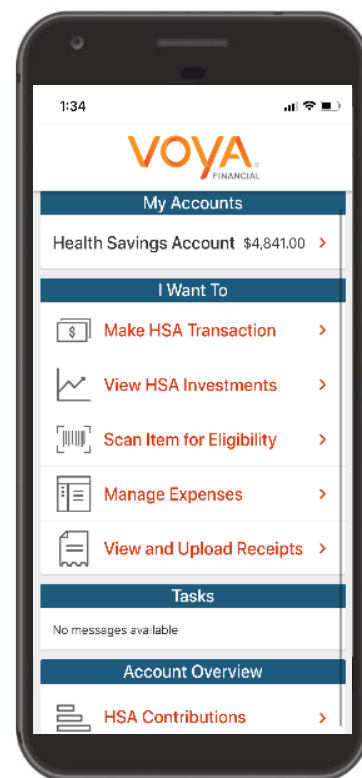 1:34
VOYA
FINANCIAL
My Accounts
Health Savings Account $4,841.00 >
I Want To
$ Make HSA Transaction >
View HSA Investments >
Scan Item for Eligibility >
Manage Expenses >
View and Upload Receipts >
Tasks
No messages available
Account Overview
HSA Contributions >